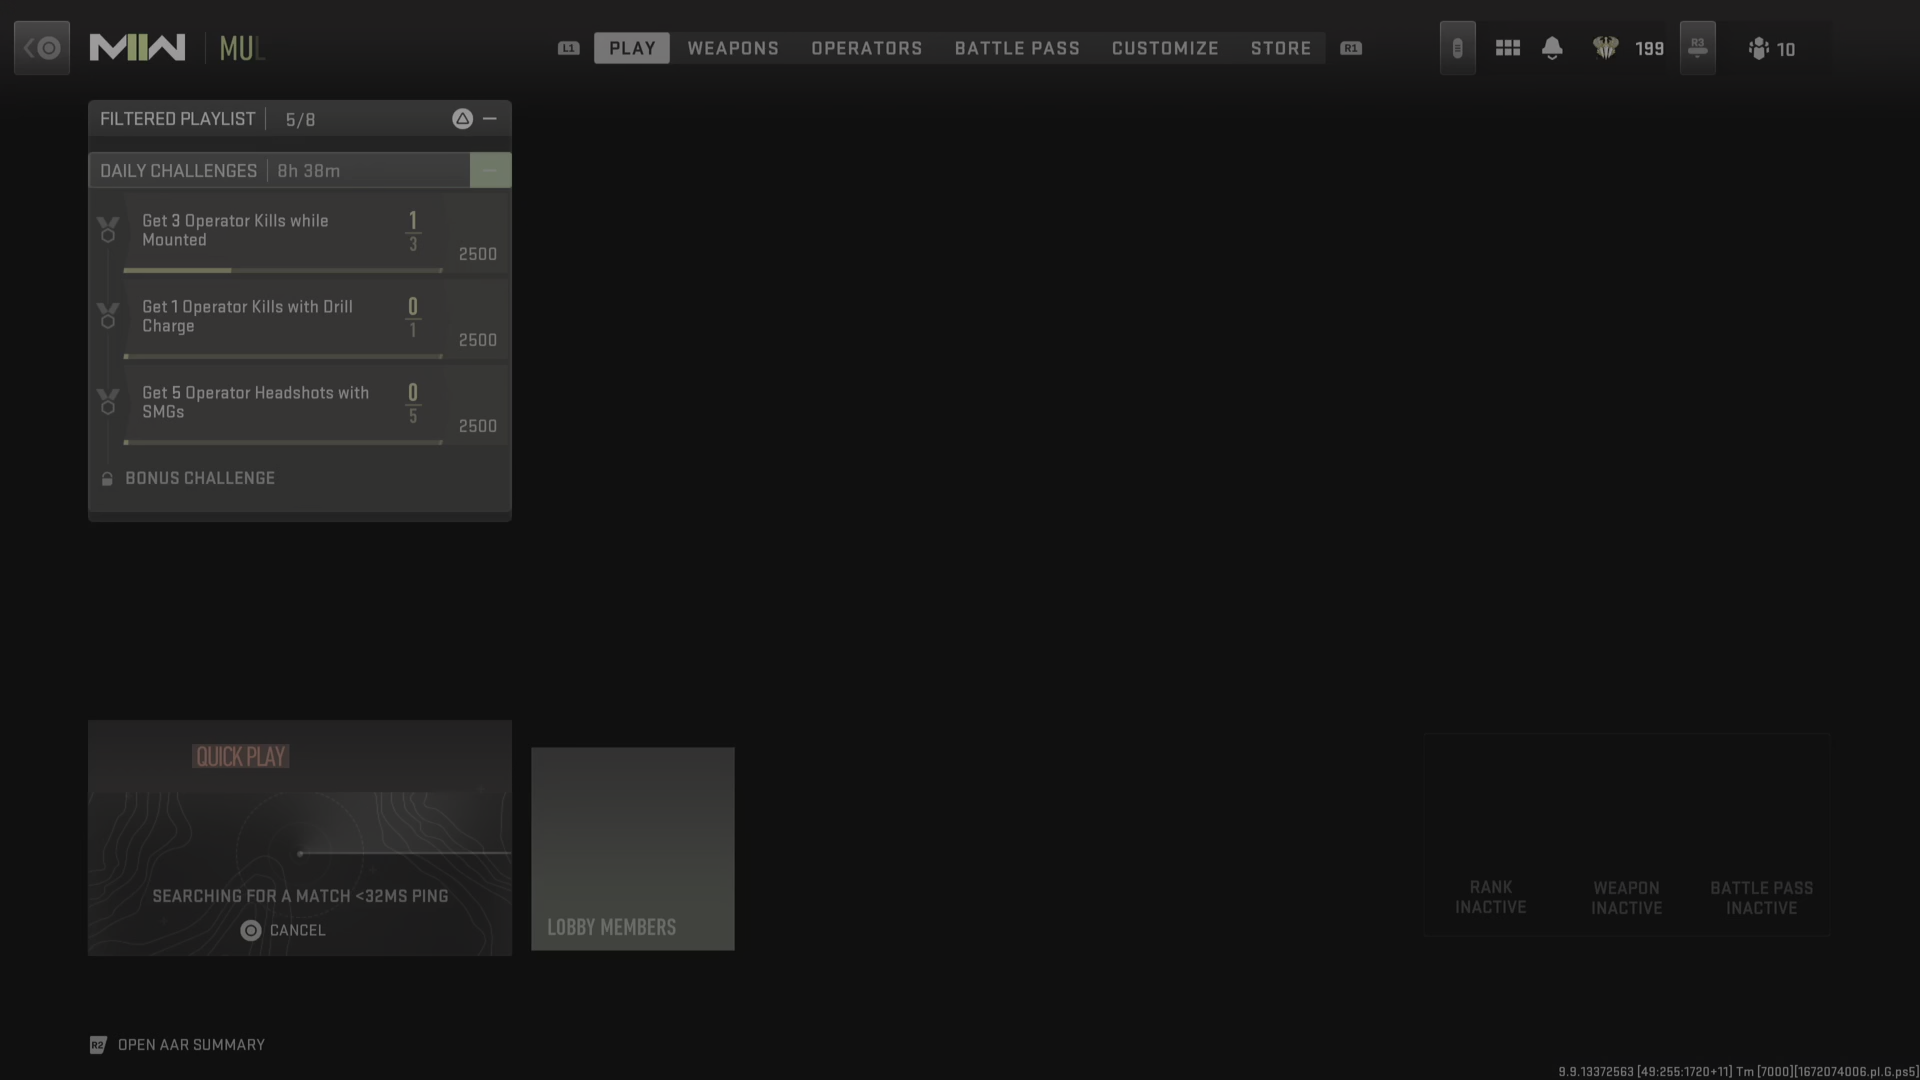 MWII | MUL
L1 PLAY WEAPONS OPERATORS BATTLE PASS CUSTOMIZE STORE R1
199 R3 10
FILTERED PLAYLIST | 5/8
DAILY CHALLENGES | 8h 38m
Get 3 Operator Kills while
Mounted
1
3
2500
Get 1 Operator Kills with Drill
Charge
0
1
2500
Get 5 Operator Headshots with
SMGs
0
5
2500
BONUS CHALLENGE
QUICK PLAY
SEARCHING FOR A MATCH <32MS PING
CANCEL
LOBBY MEMBERS
RANK
INACTIVE
WEAPON
INACTIVE
BATTLE PASS
INACTIVE
R2 OPEN AAR SUMMARY
9.9.13372563 [49:255:1720+11] Tm [7000][1672074006.pl.G.ps5]